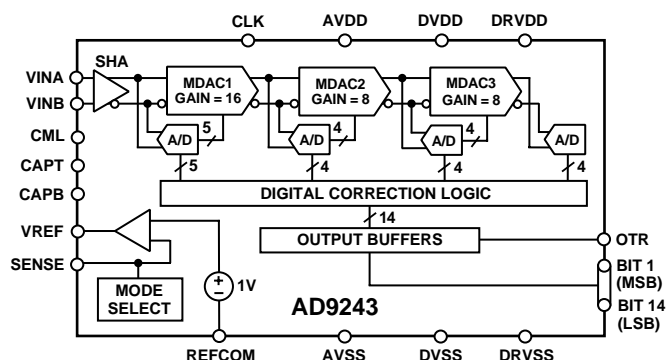 CLK AVDD DVDD DRVDD
SHA
VINA
VINB
MDAC1
GAIN = 16
MDAC2
GAIN = 8
MDAC3
GAIN = 8
CML
CAPT
CAPB
A/D
5
5
A/D
4
4
A/D
4
4
A/D
4
DIGITAL CORRECTION LOGIC
14
VREF
OUTPUT BUFFERS
OTR
SENSE
MODE
SELECT
1V
AD9243
BIT 1
(MSB)
BIT 14
(LSB)
REFCOM AVSS DVSS DRVSS